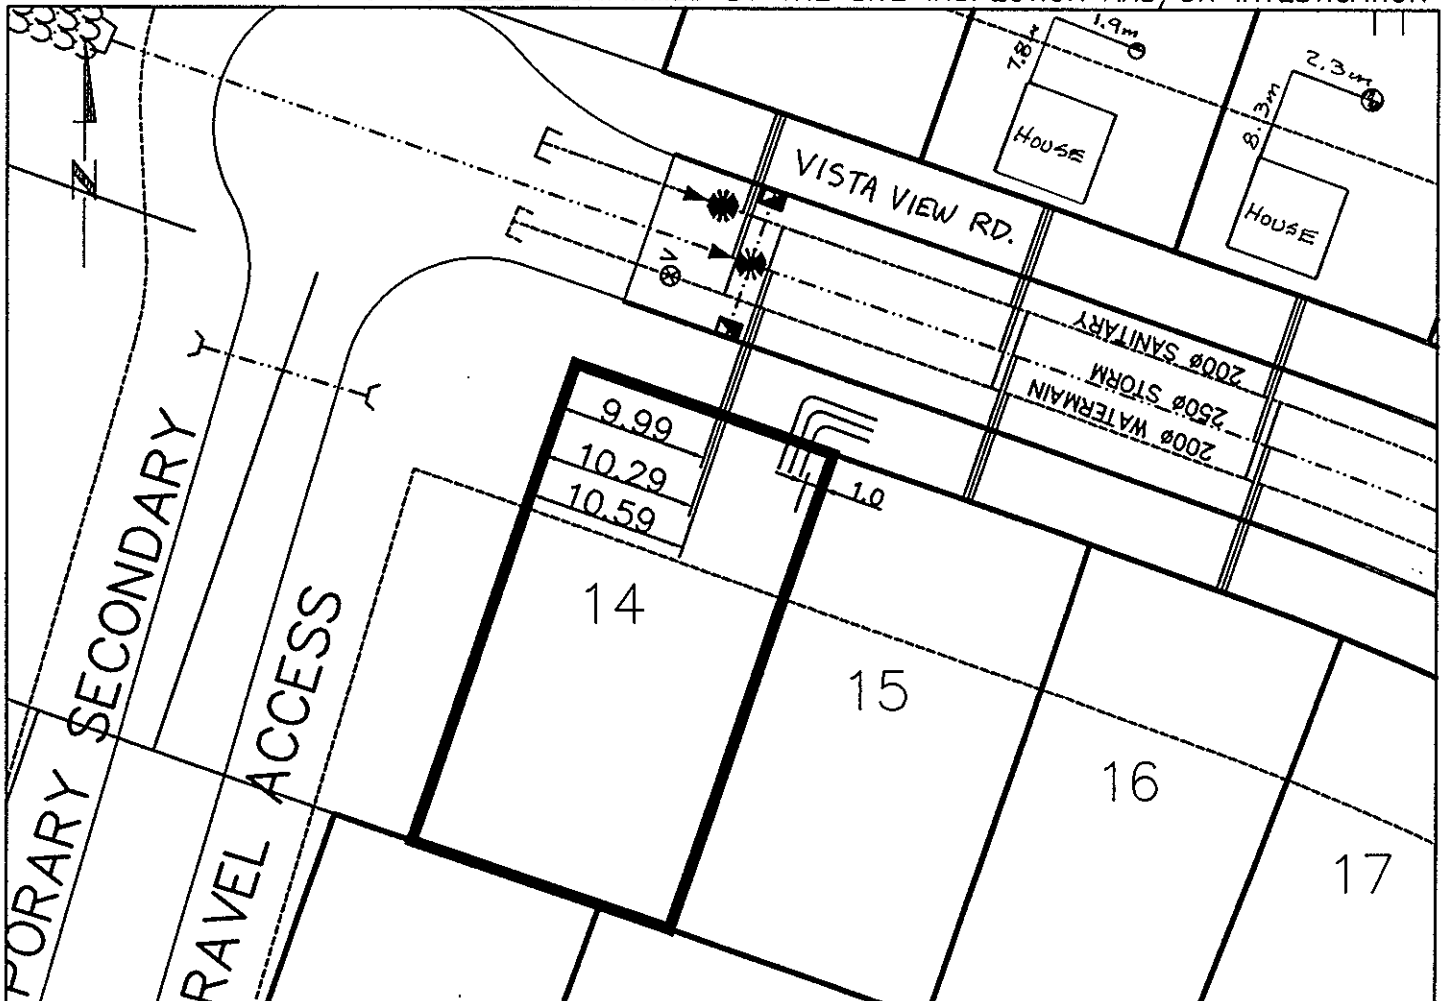 1.9m
7.8m
2.3m
8.3m
HOUSE
HOUSE
VISTA VIEW RD.
N
V
200ø SANITARY
250ø STORM
200ø WATERMAIN
9.99
10.29
10.59
1.0
14
15
16
17
PORARY SECONDARY
RAVEL ACCESS